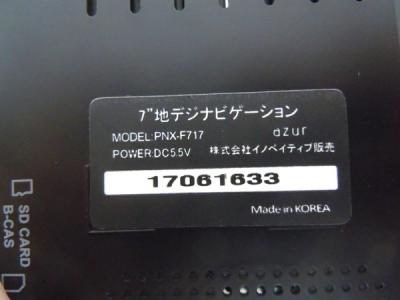 7"地デジナビゲーション
MODEL:PNX-F717 azur
POWER:DC5.5V 株式会社イノベイティブ販売
17061633
Made in KOREA
SD CARD
B-CAS